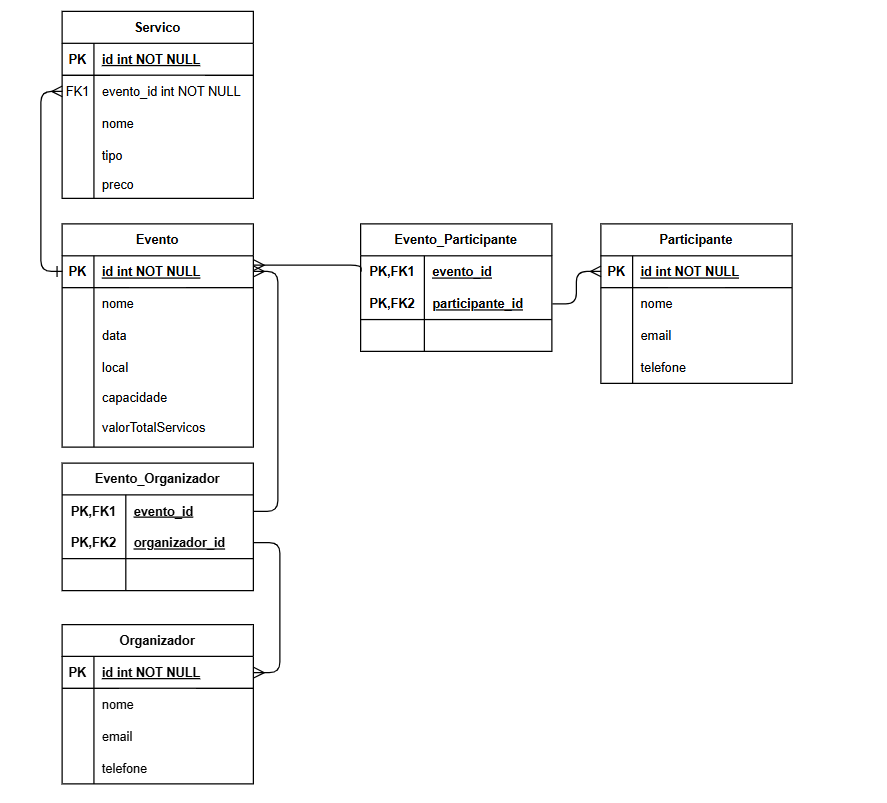 Servico
PK id int NOT NULL
FK1 evento_id int NOT NULL
nome
tipo
preco
Evento
PK id int NOT NULL
nome
data
local
capacidade
valorTotalServicos
Evento_Participante
PK,FK1 evento_id
PK,FK2 participante_id
Participante
PK id int NOT NULL
nome
email
telefone
Evento_Organizador
PK,FK1 evento_id
PK,FK2 organizador_id
Organizador
PK id int NOT NULL
nome
email
telefone